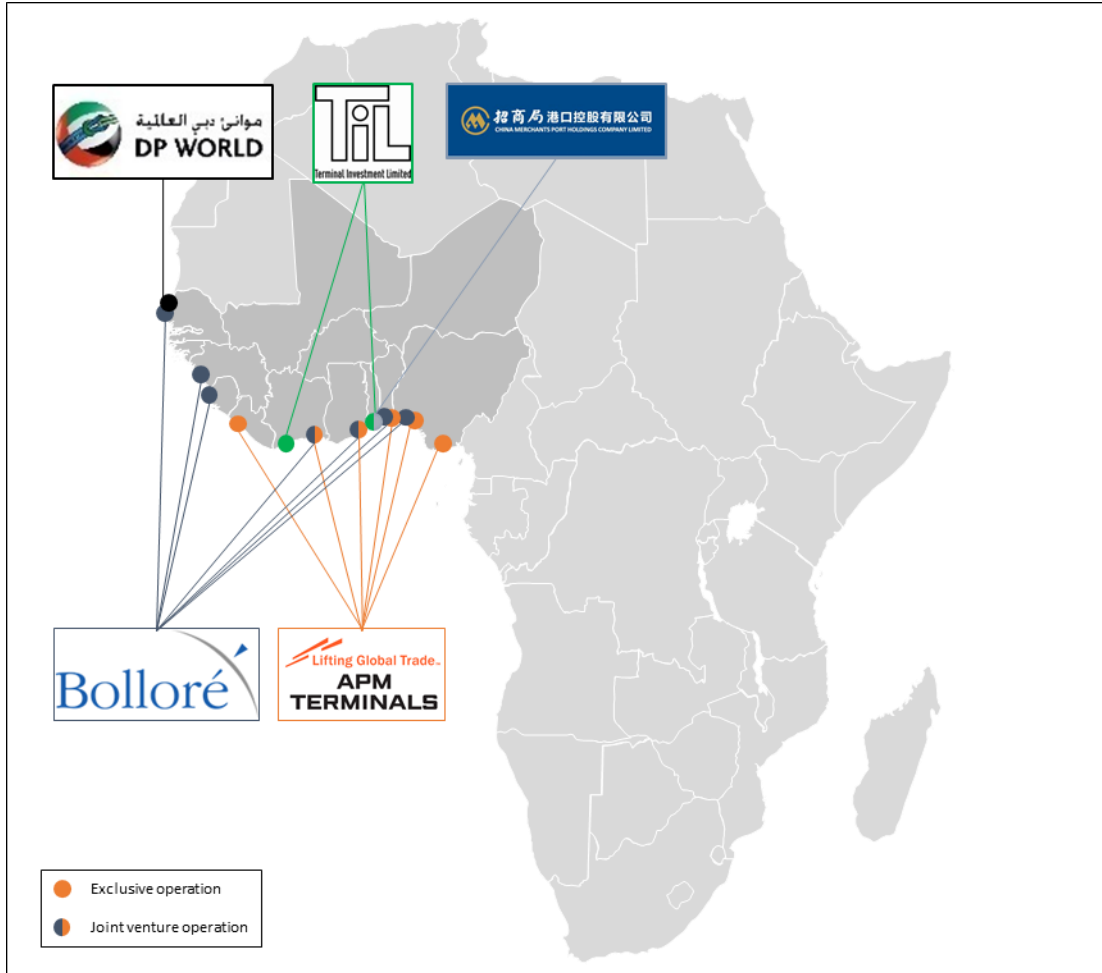 موانئ دبي العالمية
DP WORLD
TiL
Terminal Investment Limited
招商局港口控股有限公司
CHINA MERCHANTS PORT HOLDINGS COMPANY LIMITED
Bolloré
Lifting Global Trade™
APM
TERMINALS
Exclusive operation
Joint venture operation